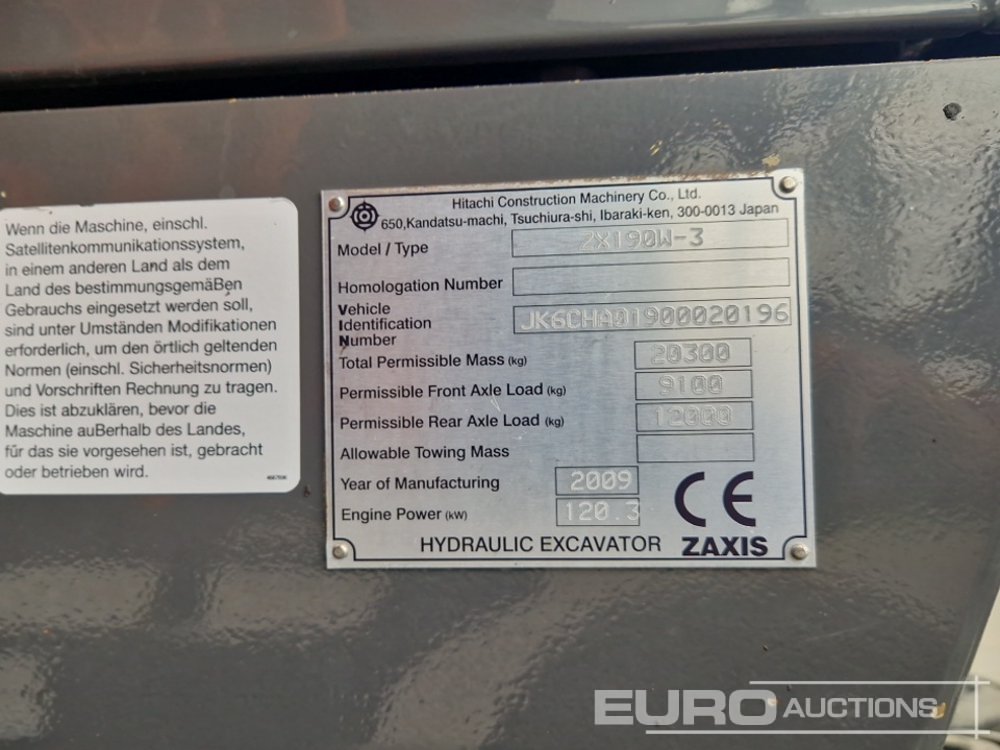 Wenn die Maschine, einschl.
Satellitenkommunikationssystem,
in einem anderen Land als dem
Land des bestimmungsgemäßen
Gebrauchs eingesetzt werden soll,
sind unter Umständen Modifikationen
erforderlich, um den örtlich geltenden
Normen (einschl. Sicherheitsnormen)
und Vorschriften Rechnung zu tragen.
Dies ist abzuklären, bevor die
Maschine außerhalb des Landes,
für das sie vorgesehen ist, gebracht
oder betrieben wird.
Hitachi Construction Machinery Co., Ltd.
650,Kandatsu-machi, Tsuchiura-shi, Ibaraki-ken, 300-0013 Japan
Model / Type ZX190W-3
Homologation Number
Vehicle
Identification JK6CHA01900020196
Number
Total Permissible Mass (kg) 20300
Permissible Front Axle Load (kg) 9100
Permissible Rear Axle Load (kg) 12000
Allowable Towing Mass
Year of Manufacturing 2009
Engine Power (kW) 120.3
CE
HYDRAULIC EXCAVATOR ZAXIS
EURO AUCTIONS